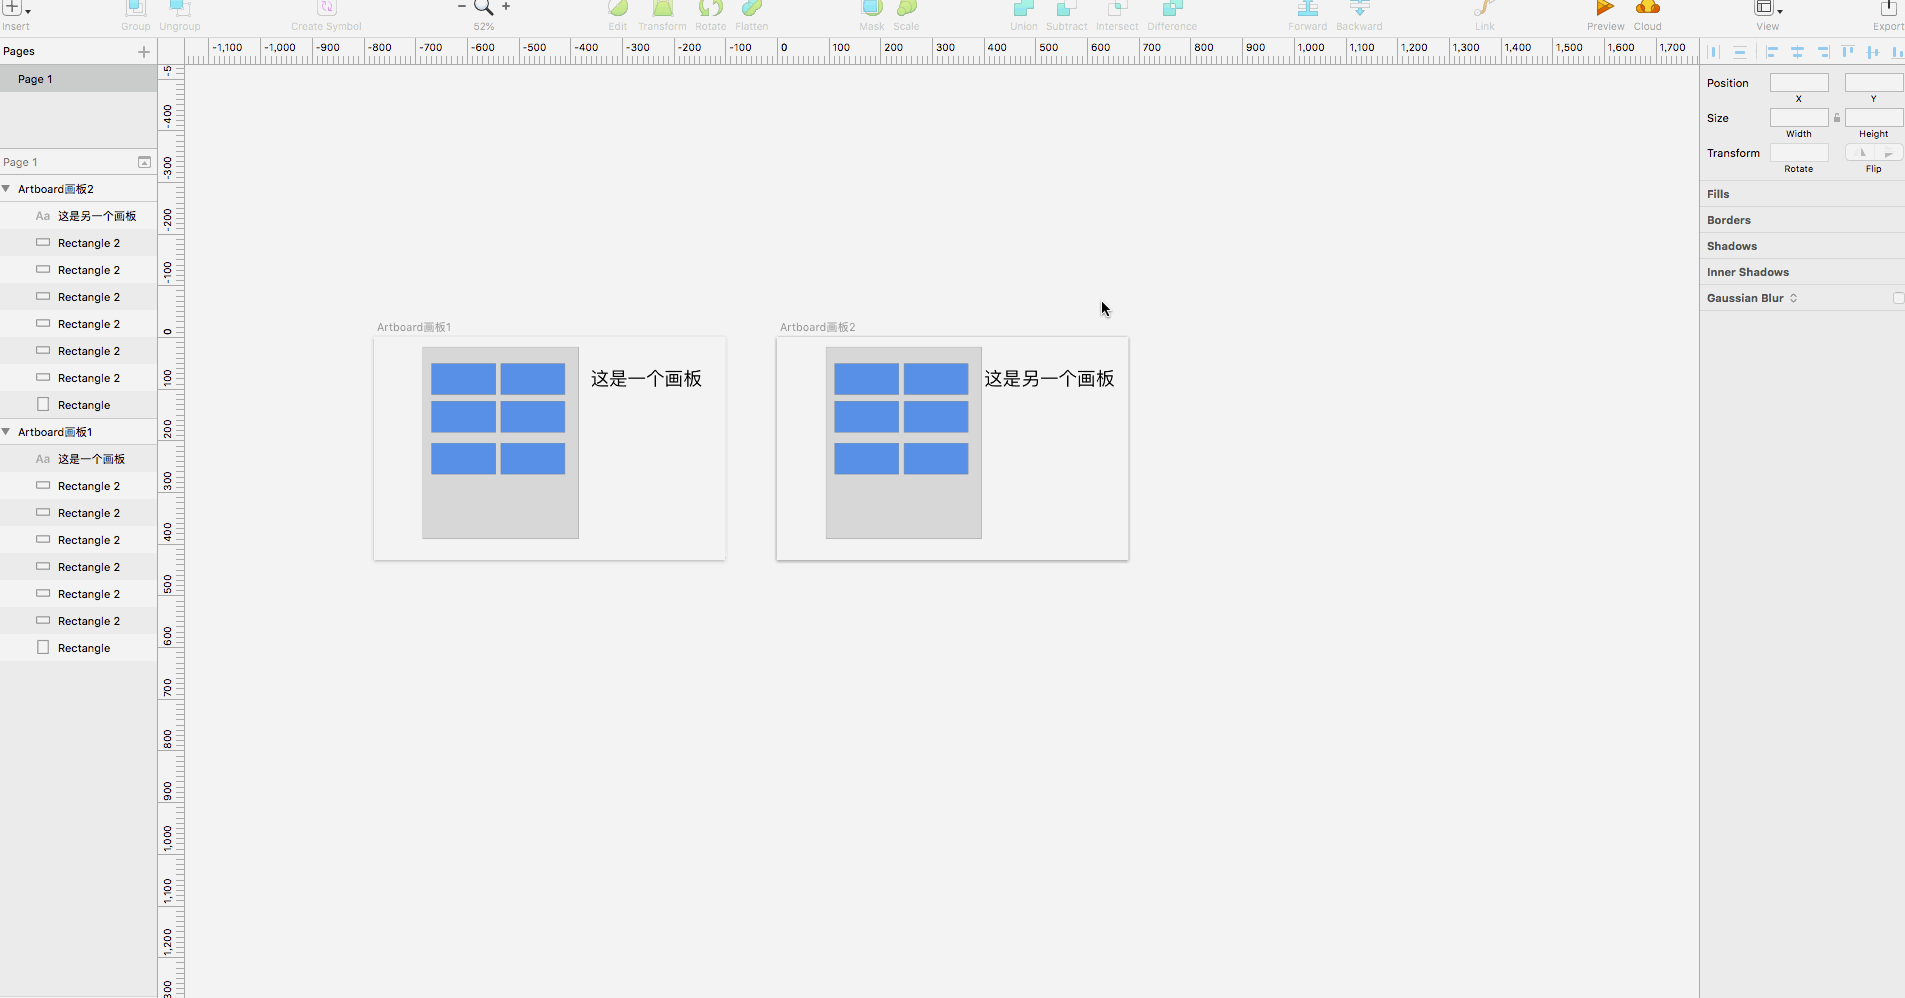 Insert
Group
Ungroup
Create Symbol
52%
Edit
Transform
Rotate
Flatten
Mask
Scale
Union
Subtract
Intersect
Difference
Forward
Backward
Link
Preview
Cloud
View
Export
Pages
-1,100 -1,000 -900 -800 -700 -600 -500 -400 -300 -200 -100 0 100 200 300 400 500 600 700 800 900 1,000 1,100 1,200 1,300 1,400 1,500 1,600 1,700
Page 1
Page 1
Artboard画板2
Aa 这是另一个画板
Rectangle 2
Rectangle 2
Rectangle 2
Rectangle 2
Rectangle 2
Rectangle 2
Rectangle
Artboard画板1
Aa 这是一个画板
Rectangle 2
Rectangle 2
Rectangle 2
Rectangle 2
Rectangle 2
Rectangle 2
Rectangle
-400
-300
-200
-100
0
100
200
300
400
500
600
700
800
900
1,000
1,100
1,200
Artboard画板1
这是一个画板
Artboard画板2
这是另一个画板
Position
X
Y
Size
Width
Height
Transform
Rotate
Flip
Fills
Borders
Shadows
Inner Shadows
Gaussian Blur